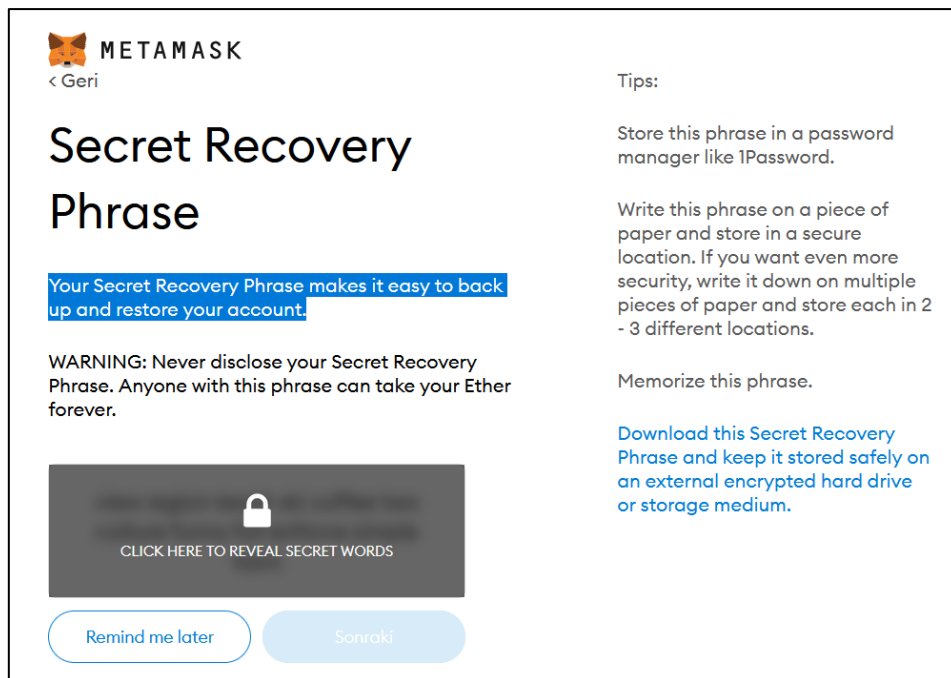 METAMASK
< Geri
Secret Recovery
Phrase
Your Secret Recovery Phrase makes it easy to back
up and restore your account.
WARNING: Never disclose your Secret Recovery
Phrase. Anyone with this phrase can take your Ether
forever.
CLICK HERE TO REVEAL SECRET WORDS
Remind me later
Sonraki
Tips:
Store this phrase in a password
manager like 1Password.
Write this phrase on a piece of
paper and store in a secure
location. If you want even more
security, write it down on multiple
pieces of paper and store each in 2
- 3 different locations.
Memorize this phrase.
Download this Secret Recovery
Phrase and keep it stored safely on
an external encrypted hard drive
or storage medium.